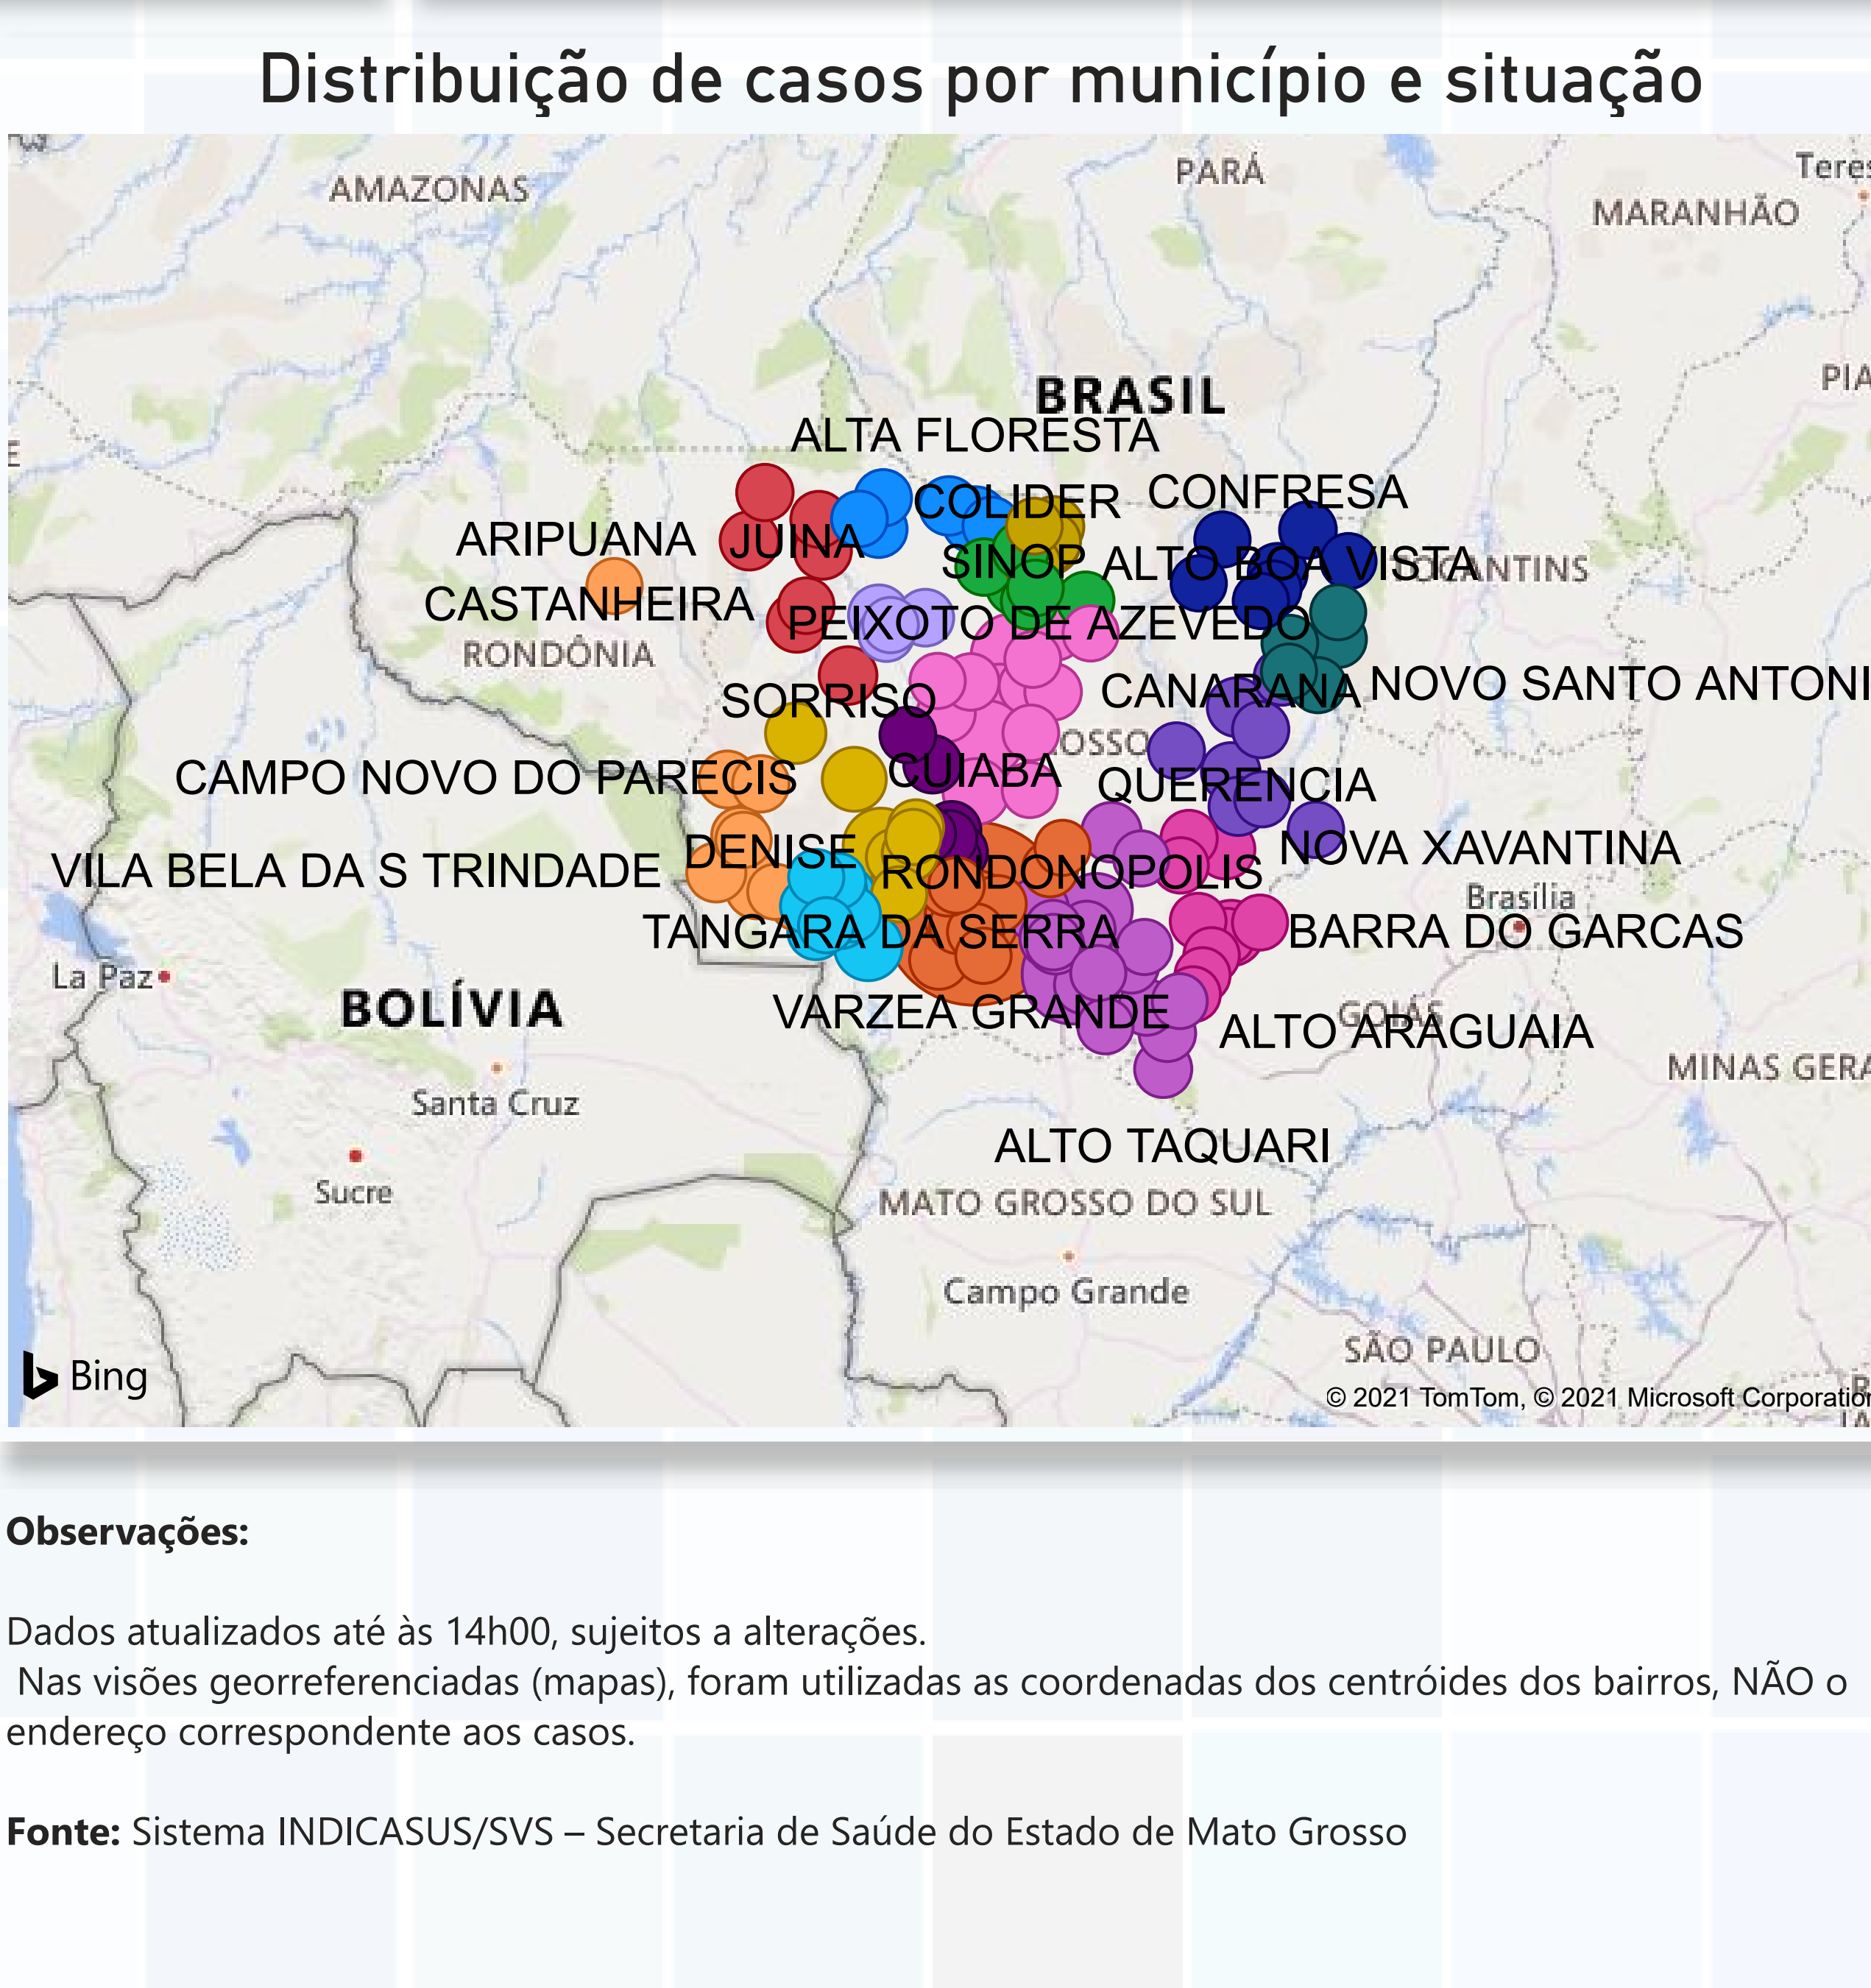 Distribuição de casos por município e situação
AMAZONAS
PARÁ
MARANHÃO
BRASIL
ALTA FLORESTA
COLIDER
CONFRESA
ARIPUANA
JUINA
SINOP
ALTO BOA VISTA
CASTANHEIRA
PEIXOTO DE AZEVEDO
RONDÔNIA
SORRISO
CANARANA
NOVO SANTO ANTONI
CAMPO NOVO DO PARECIS
CUIABA
OSSO
QUERENCIA
VILA BELA DA S TRINDADE
DENISE
RONDONOPOLIS
NOVA XAVANTINA
Brasília
TANGARA DA SERRA
BARRA DO GARCAS
La Paz
BOLÍVIA
VARZEA GRANDE
GOIÁS
ALTO ARAGUAIA
MINAS GERA
Santa Cruz
ALTO TAQUARI
Sucre
MATO GROSSO DO SUL
Campo Grande
SÃO PAULO
Bing
© 2021 TomTom, © 2021 Microsoft Corporation
Observações:
Dados atualizados até às 14h00, sujeitos a alterações.
Nas visões georreferenciadas (mapas), foram utilizadas as coordenadas dos centróides dos bairros, NÃO o
endereço correspondente aos casos.
Fonte: Sistema INDICASUS/SVS – Secretaria de Saúde do Estado de Mato Grosso